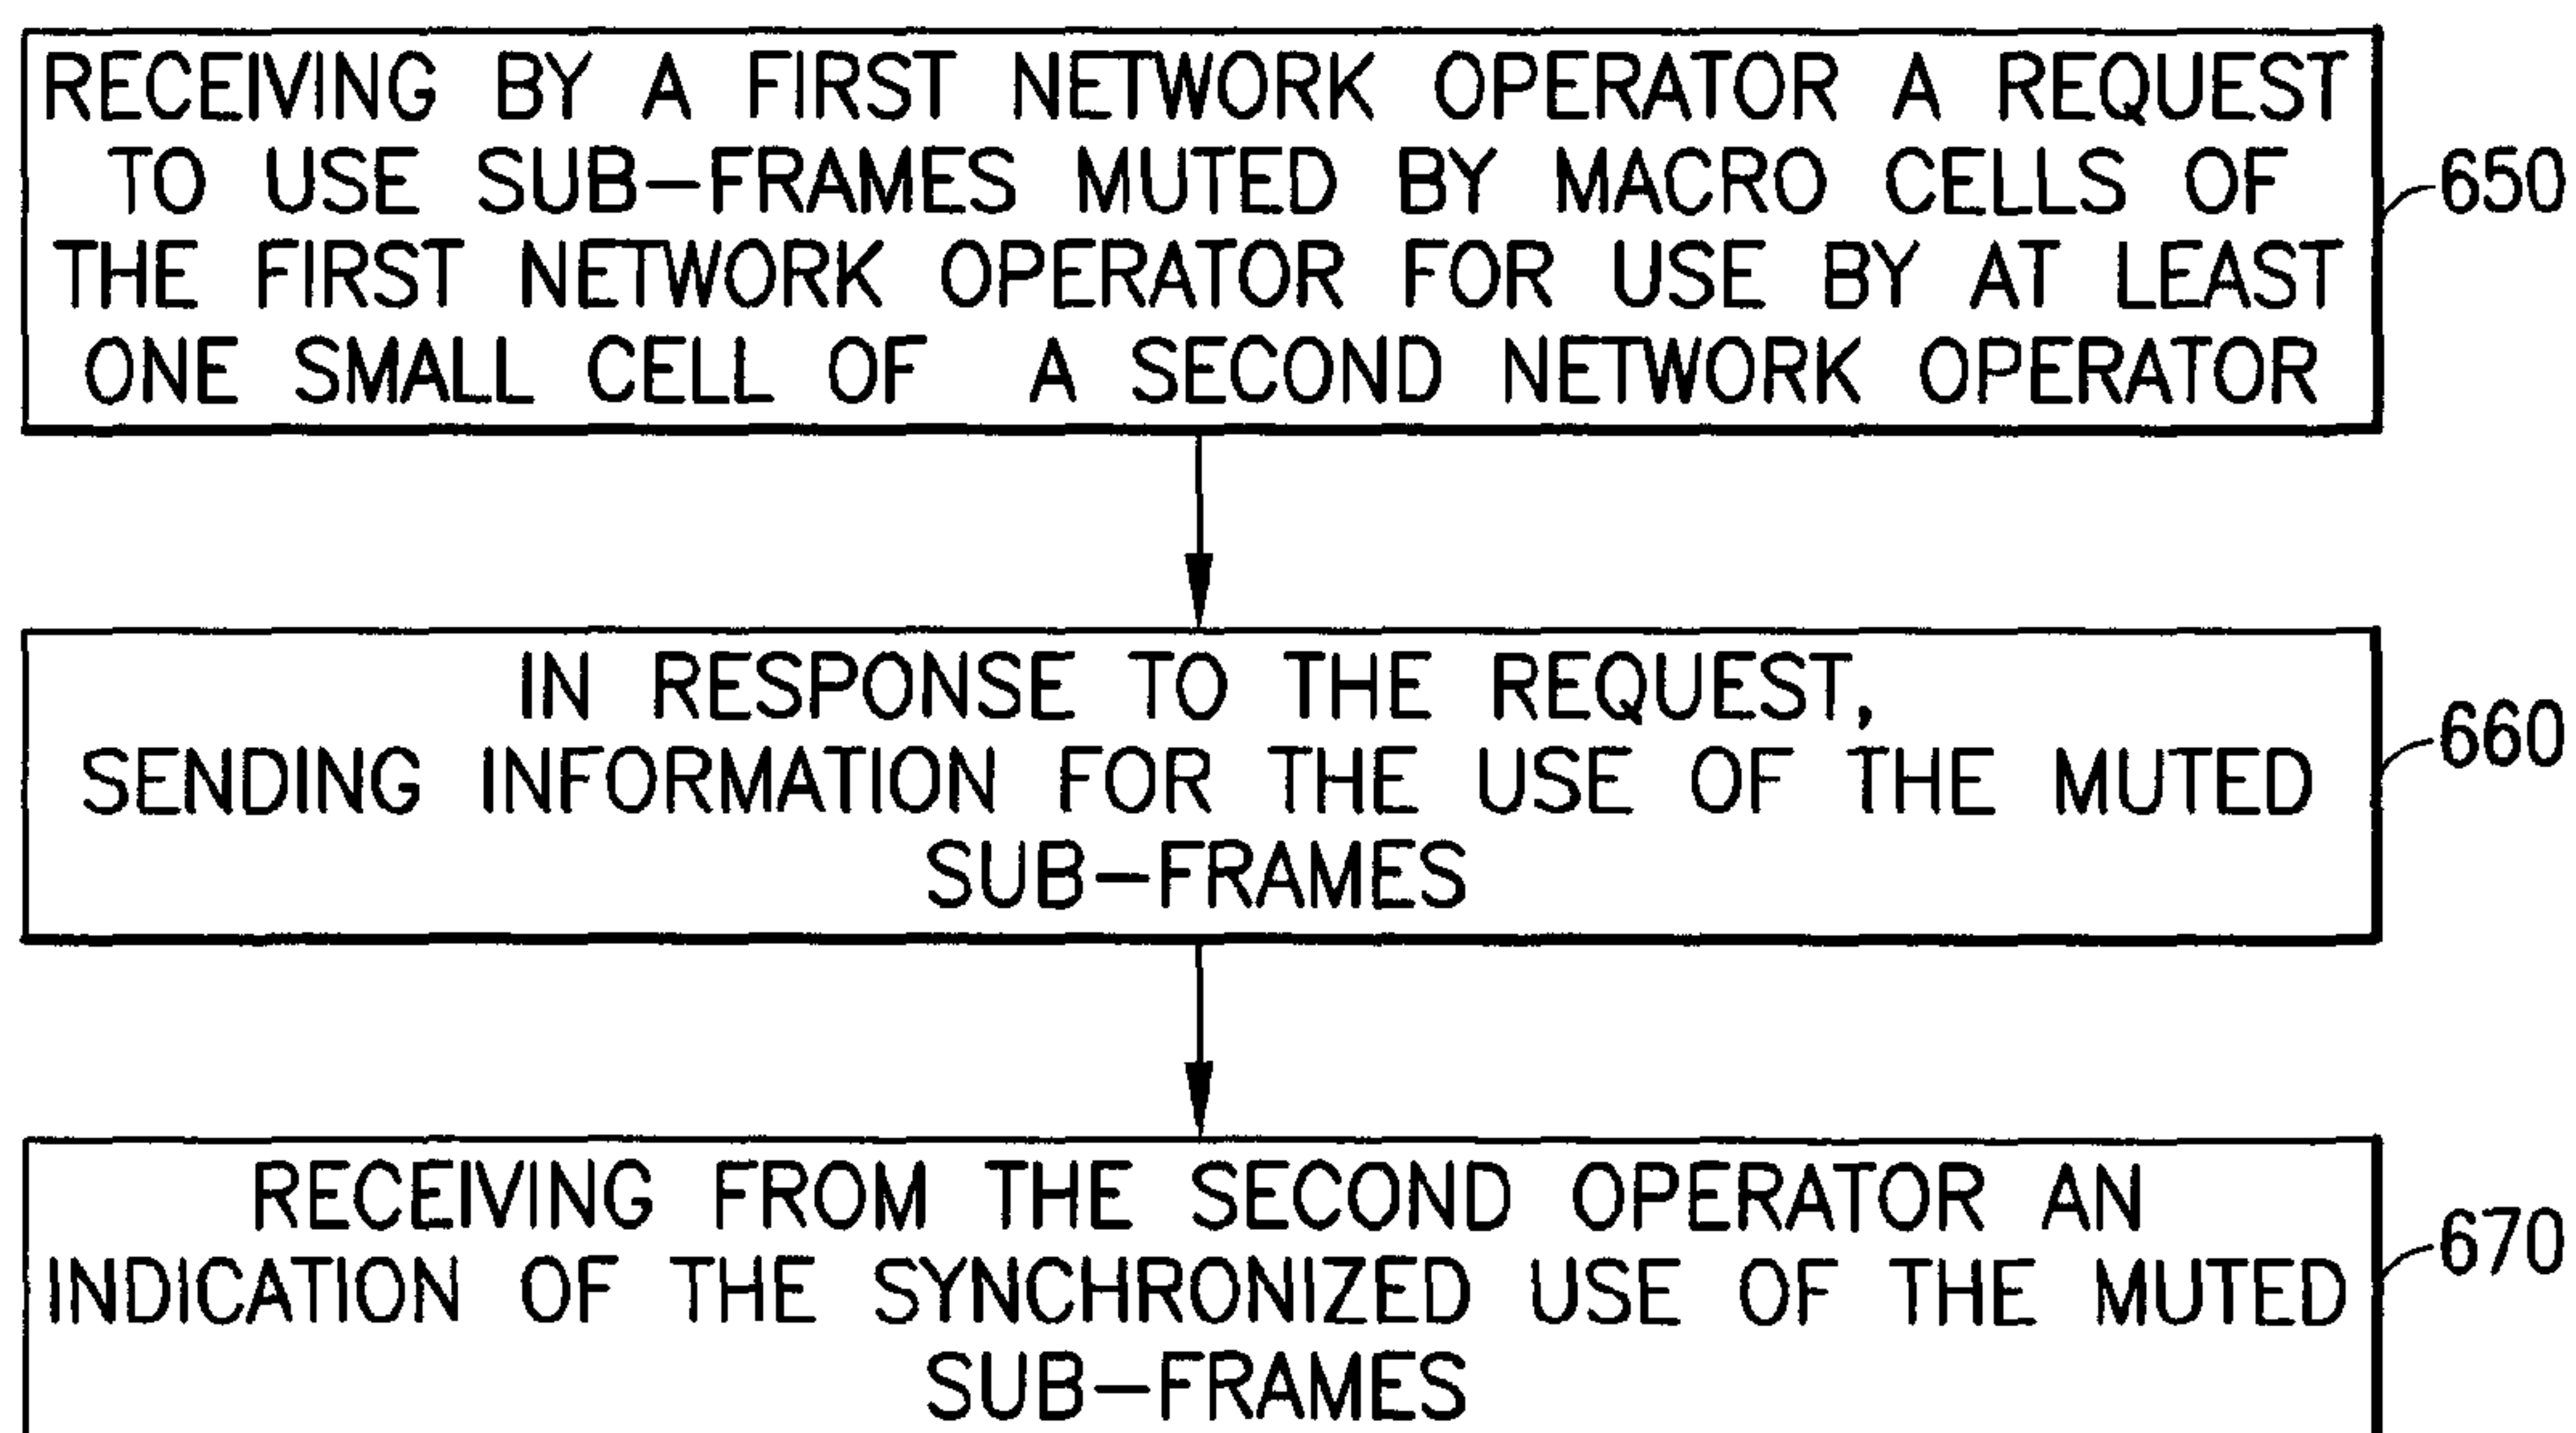 RECEIVING BY A FIRST NETWORK OPERATOR A REQUEST
TO USE SUB-FRAMES MUTED BY MACRO CELLS OF
THE FIRST NETWORK OPERATOR FOR USE BY AT LEAST
ONE SMALL CELL OF A SECOND NETWORK OPERATOR
650
IN RESPONSE TO THE REQUEST,
SENDING INFORMATION FOR THE USE OF THE MUTED
SUB-FRAMES
660
RECEIVING FROM THE SECOND OPERATOR AN
INDICATION OF THE SYNCHRONIZED USE OF THE MUTED
SUB-FRAMES
670